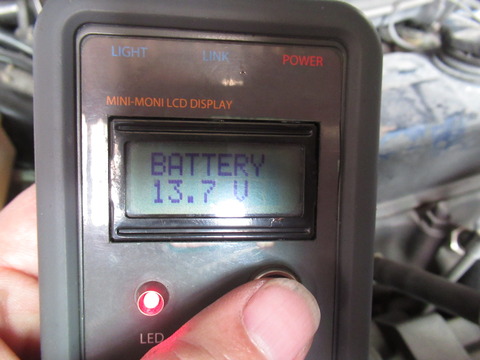 LIGHT LINK POWER
MINI-MONI LCD DISPLAY
BATTERY
13.7 V
LED